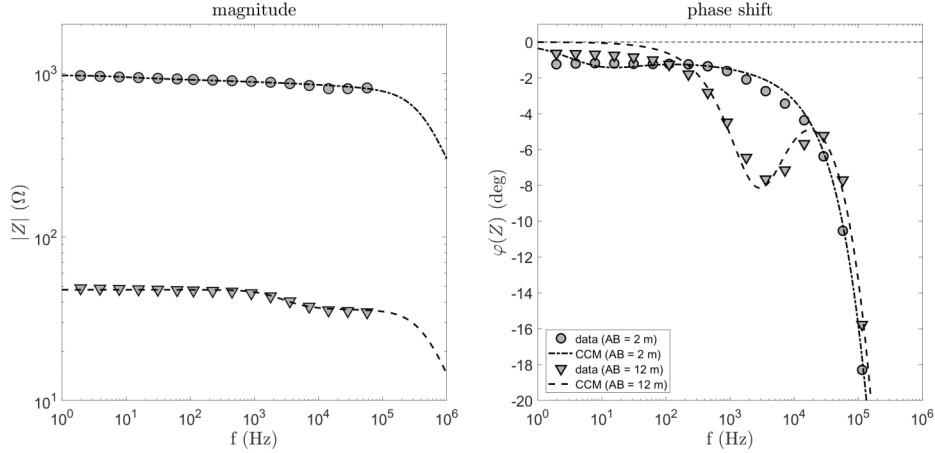 magnitude
10^3
10^2
10^1
|Z| (Ω)
10^0 10^1 10^2 10^3 10^4 10^5 10^6
f (Hz)
phase shift
0
-2
-4
-6
-8
-10
-12
-14
-16
-18
-20
φ(Z) (deg)
data (AB = 2 m)
CCM (AB = 2 m)
data (AB = 12 m)
CCM (AB = 12 m)
10^0 10^1 10^2 10^3 10^4 10^5 10^6
f (Hz)